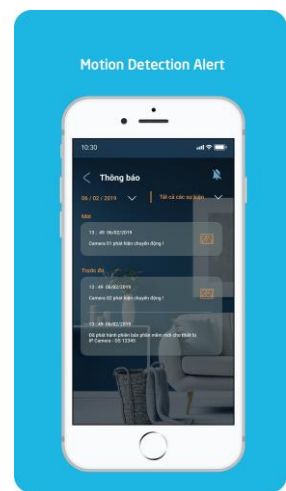 Motion Detection Alert
10:30
Thông báo
06 / 02 / 2019 Tất cả các sự kiện
Mới
13 : 49 06/02/2019
Camera 01 phát hiện chuyển động !
Trước đó
13 : 49 06/02/2019
Camera 02 phát hiện chuyển động !
13 : 49 06/02/2019
Đã phát hành phiên bản phần mềm mới cho thiết bị
IP Camera - DS 12345